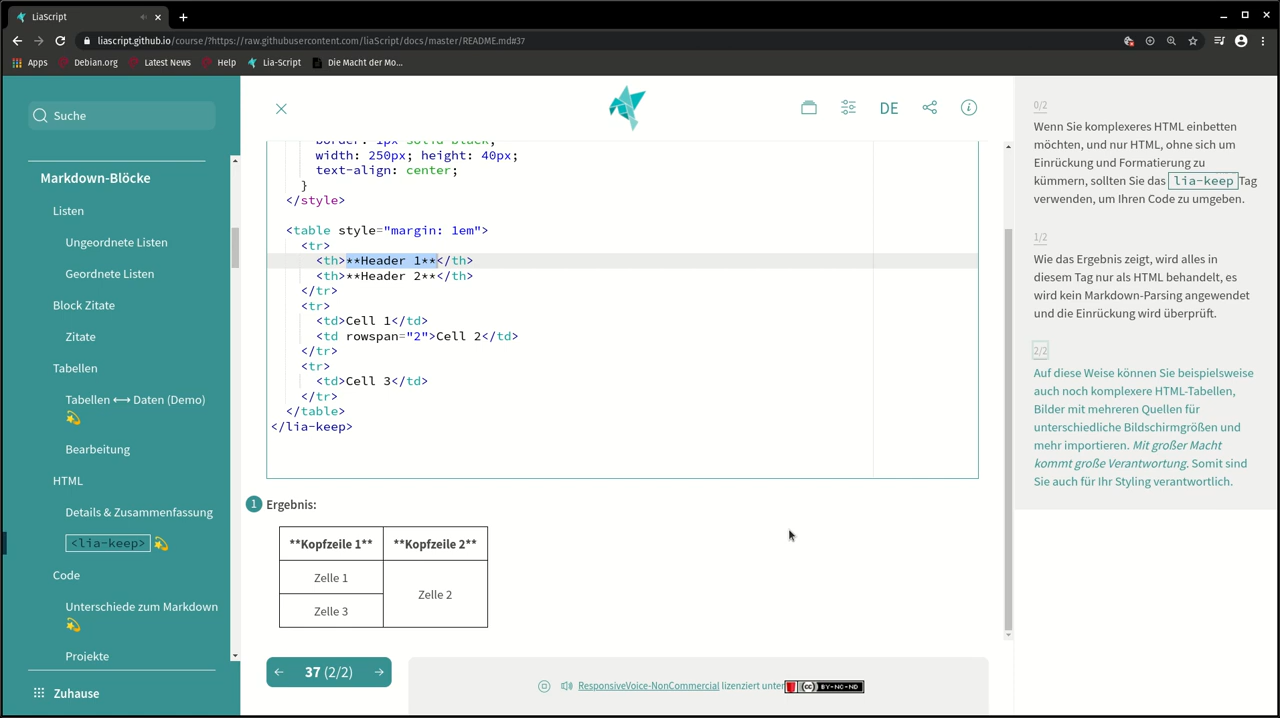 LiaScript
liascript.github.io/course/?https://raw.githubusercontent.com/liaScript/docs/master/README.md#37
Apps Debian.org Latest News Help Lia-Script Die Macht der Mo...
Suche
Markdown-Blöcke
Listen
Ungeordnete Listen
Geordnete Listen
Block Zitate
Zitate
Tabellen
Tabellen ⟷ Daten (Demo)
💫
Bearbeitung
HTML
Details & Zusammenfassung
<lia-keep> 💫
Code
Unterschiede zum Markdown
💫
Projekte
Zuhause
DE
border: 1px solid black;
width: 250px; height: 40px;
text-align: center;
}
</style>
<table style="margin: 1em">
<tr>
<th>**Header 1**</th>
<th>**Header 2**</th>
</tr>
<tr>
<td>Cell 1</td>
<td rowspan="2">Cell 2</td>
</tr>
<tr>
<td>Cell 3</td>
</tr>
</table>
</lia-keep>
1 Ergebnis:
**Kopfzeile 1** **Kopfzeile 2**
Zelle 1
Zelle 2
Zelle 3
← 37 (2/2) →
ResponsiveVoice-NonCommercial lizenziert unter (cc) BY-NC-ND
0/2
Wenn Sie komplexeres HTML einbetten
möchten, und nur HTML, ohne sich um
Einrückung und Formatierung zu
kümmern, sollten Sie das lia-keep Tag
verwenden, um Ihren Code zu umgeben.
1/2
Wie das Ergebnis zeigt, wird alles in
diesem Tag nur als HTML behandelt, es
wird kein Markdown-Parsing angewendet
und die Einrückung wird überprüft.
2/2
Auf diese Weise können Sie beispielsweise
auch noch komplexere HTML-Tabellen,
Bilder mit mehreren Quellen für
unterschiedliche Bildschirmgrößen und
mehr importieren. Mit großer Macht
kommt große Verantwortung. Somit sind
Sie auch für Ihr Styling verantwortlich.